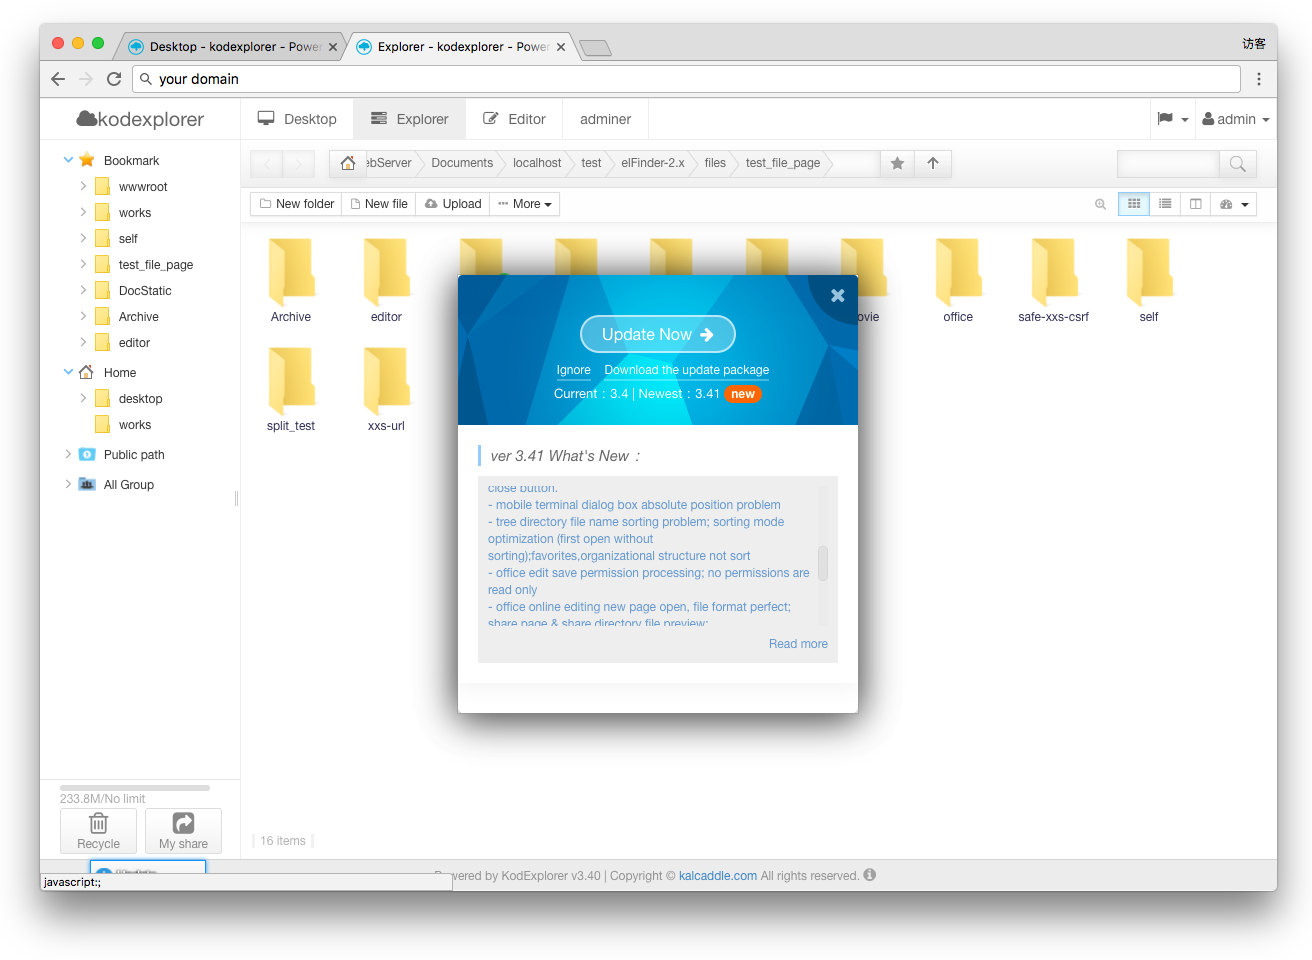 Desktop - kodexplorer - Power
Explorer - kodexplorer - Power
访客
your domain
kodexplorer
Desktop
Explorer
Editor
adminer
admin
Bookmark
wwwroot
works
self
test_file_page
DocStatic
Archive
editor
Home
desktop
works
Public path
All Group
233.8M/No limit
Recycle
My share
javascript:;
ebServer
Documents
localhost
test
elFinder-2.x
files
test_file_page
New folder
New file
Upload
More
Archive
editor
ovie
office
safe-xxs-csrf
self
split_test
xxs-url
Update Now
Ignore Download the update package
Current : 3.4 | Newest : 3.41 new
ver 3.41 What's New :
close button.
- mobile terminal dialog box absolute position problem
- tree directory file name sorting problem; sorting mode
optimization (first open without
sorting);favorites,organizational structure not sort
- office edit save permission processing; no permissions are
read only
- office online editing new page open, file format perfect;
share page & share directory file preview;
Read more
16 items
Powered by KodExplorer v3.40 | Copyright © kalcaddle.com All rights reserved.